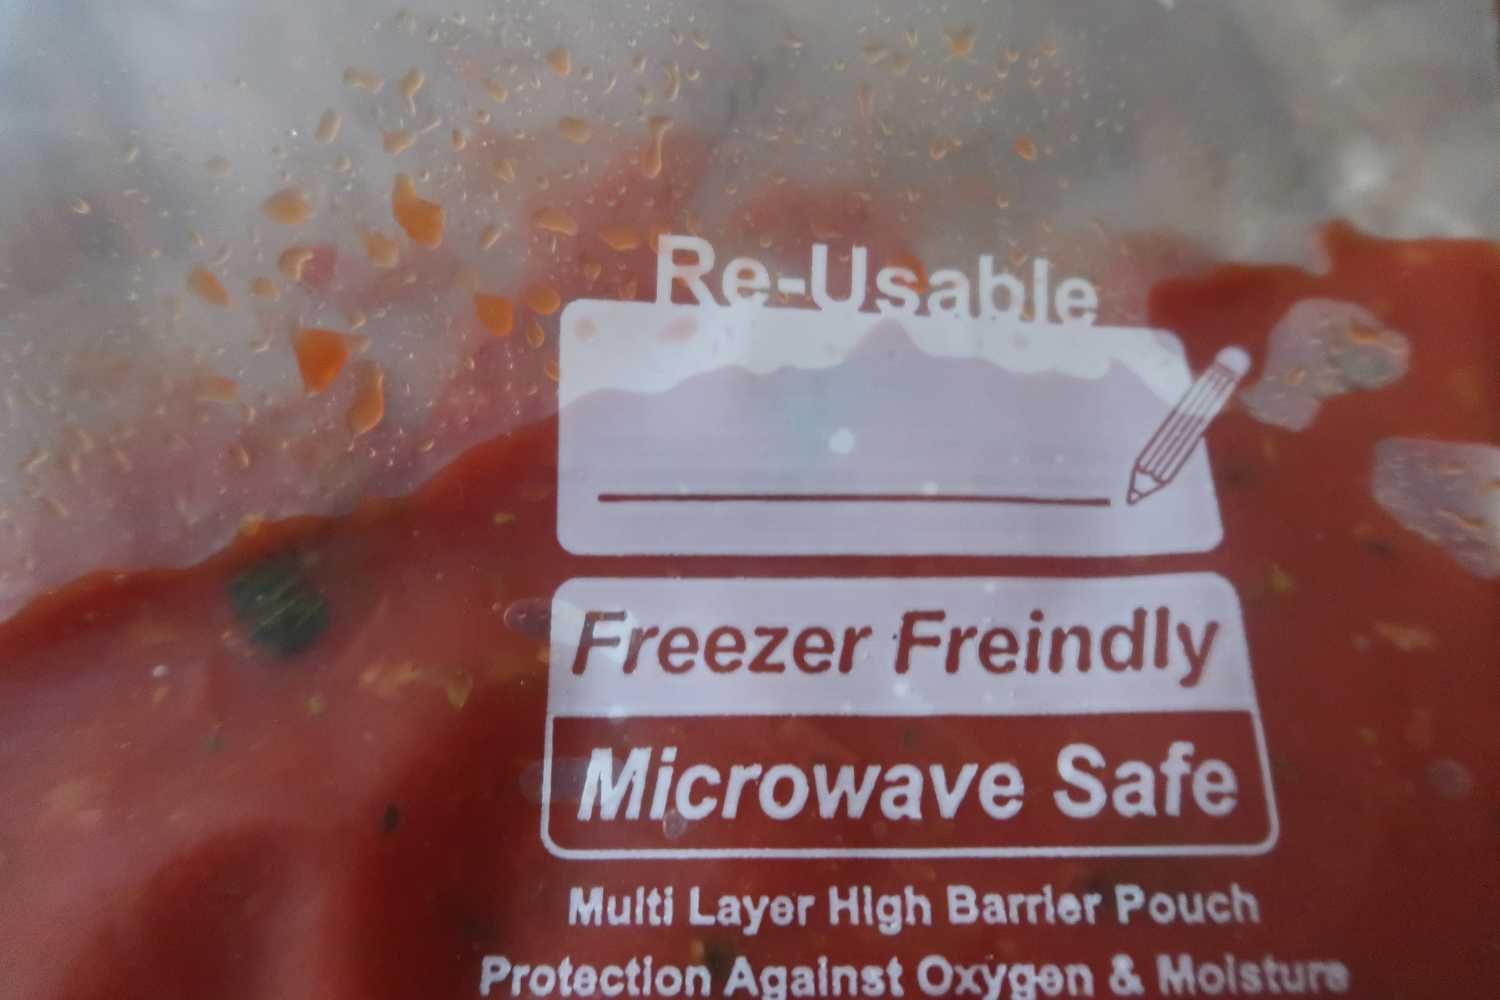 Re-Usable
Freezer Freindly
Microwave Safe
Multi Layer High Barrier Pouch
Protection Against Oxygen & Moisture